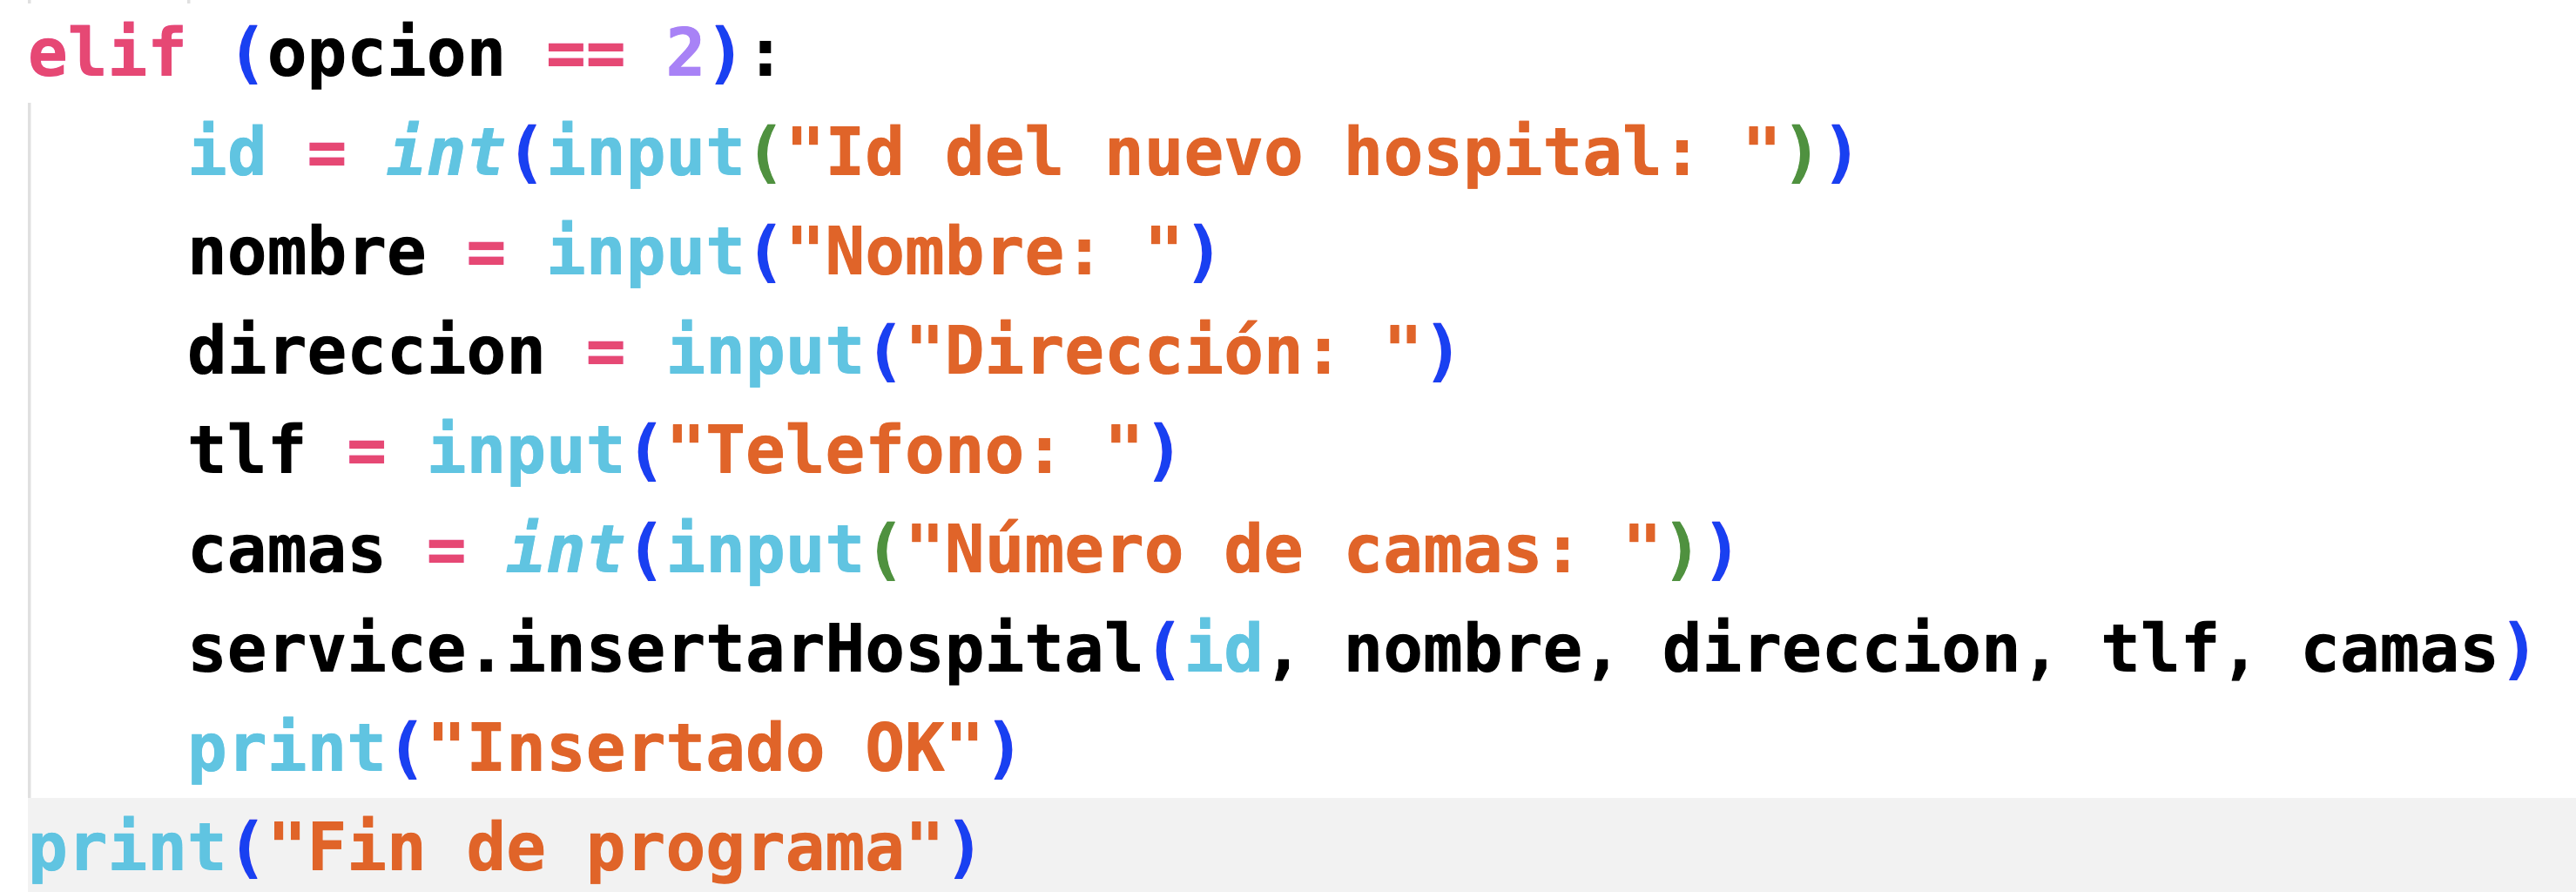 elif (opcion == 2):
    id = int(input("Id del nuevo hospital: "))
    nombre = input("Nombre: ")
    direccion = input("Dirección: ")
    tlf = input("Telefono: ")
    camas = int(input("Número de camas: "))
    service.insertarHospital(id, nombre, direccion, tlf, camas)
    print("Insertado OK")
print("Fin de programa")